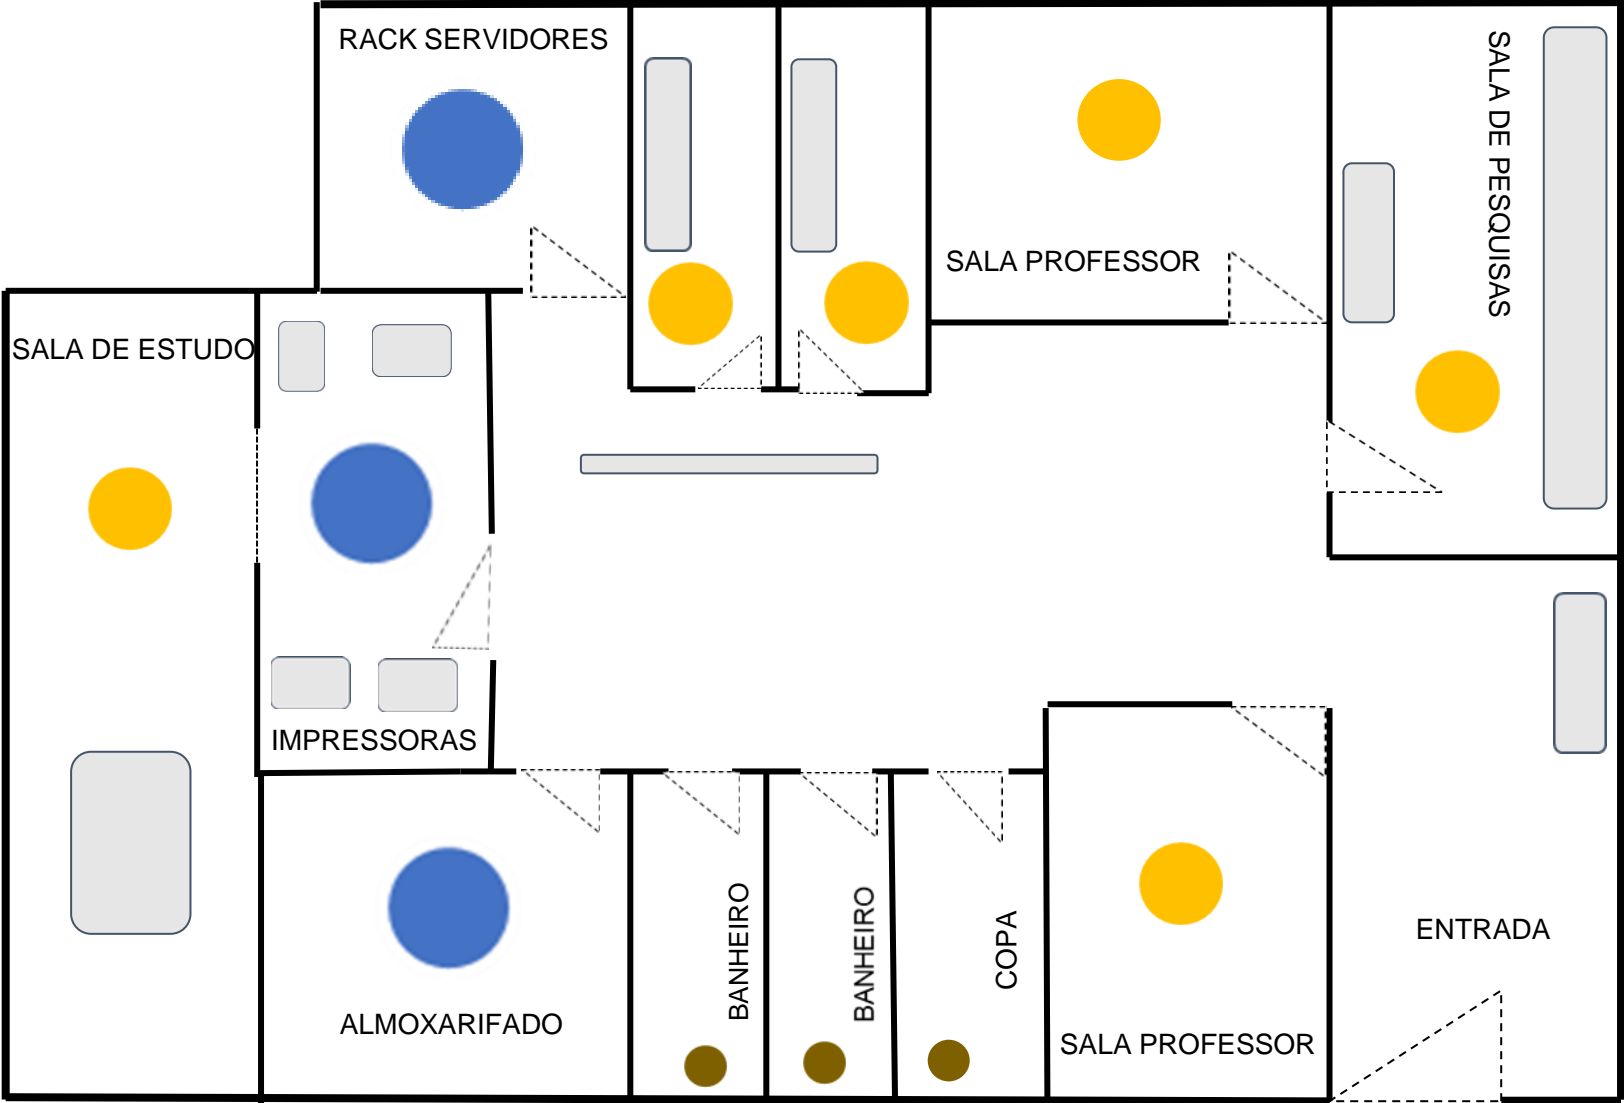 RACK SERVIDORES
SALA DE PESQUISAS
SALA PROFESSOR
SALA DE ESTUDO
IMPRESSORAS
BANHEIRO
BANHEIRO
COPA
ENTRADA
ALMOXARIFADO
SALA PROFESSOR